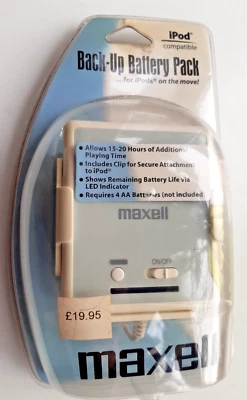 iPod®
compatible
Back-Up Battery Pack
...for iPods® on the move!
• Allows 15-20 Hours of Additional
Playing Time
• Includes Clip for Secure Attachment
to iPod®
• Shows Remaining Battery Life via
LED Indicator
• Requires 4 AA Batteries (not included)
maxell
ON/OFF
£19.95
maxell